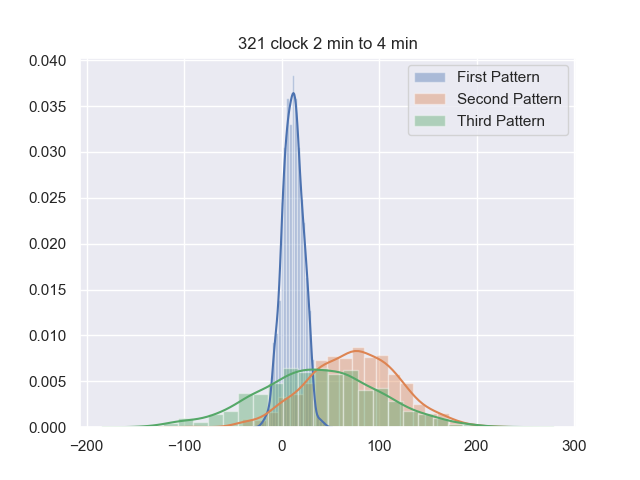 321 clock 2 min to 4 min
0.040
0.035
0.030
0.025
0.020
0.015
0.010
0.005
0.000
First Pattern
Second Pattern
Third Pattern
−200 −100 0 100 200 300